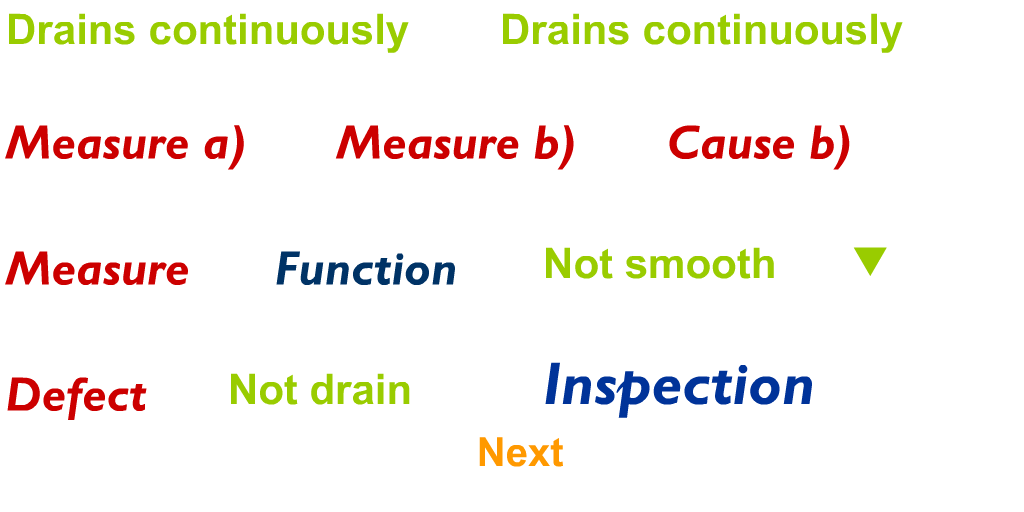 Drains continuously Drains continuously
Measure a) Measure b) Cause b)
Measure Function Not smooth ▼
Defect Not drain Inspection
Next